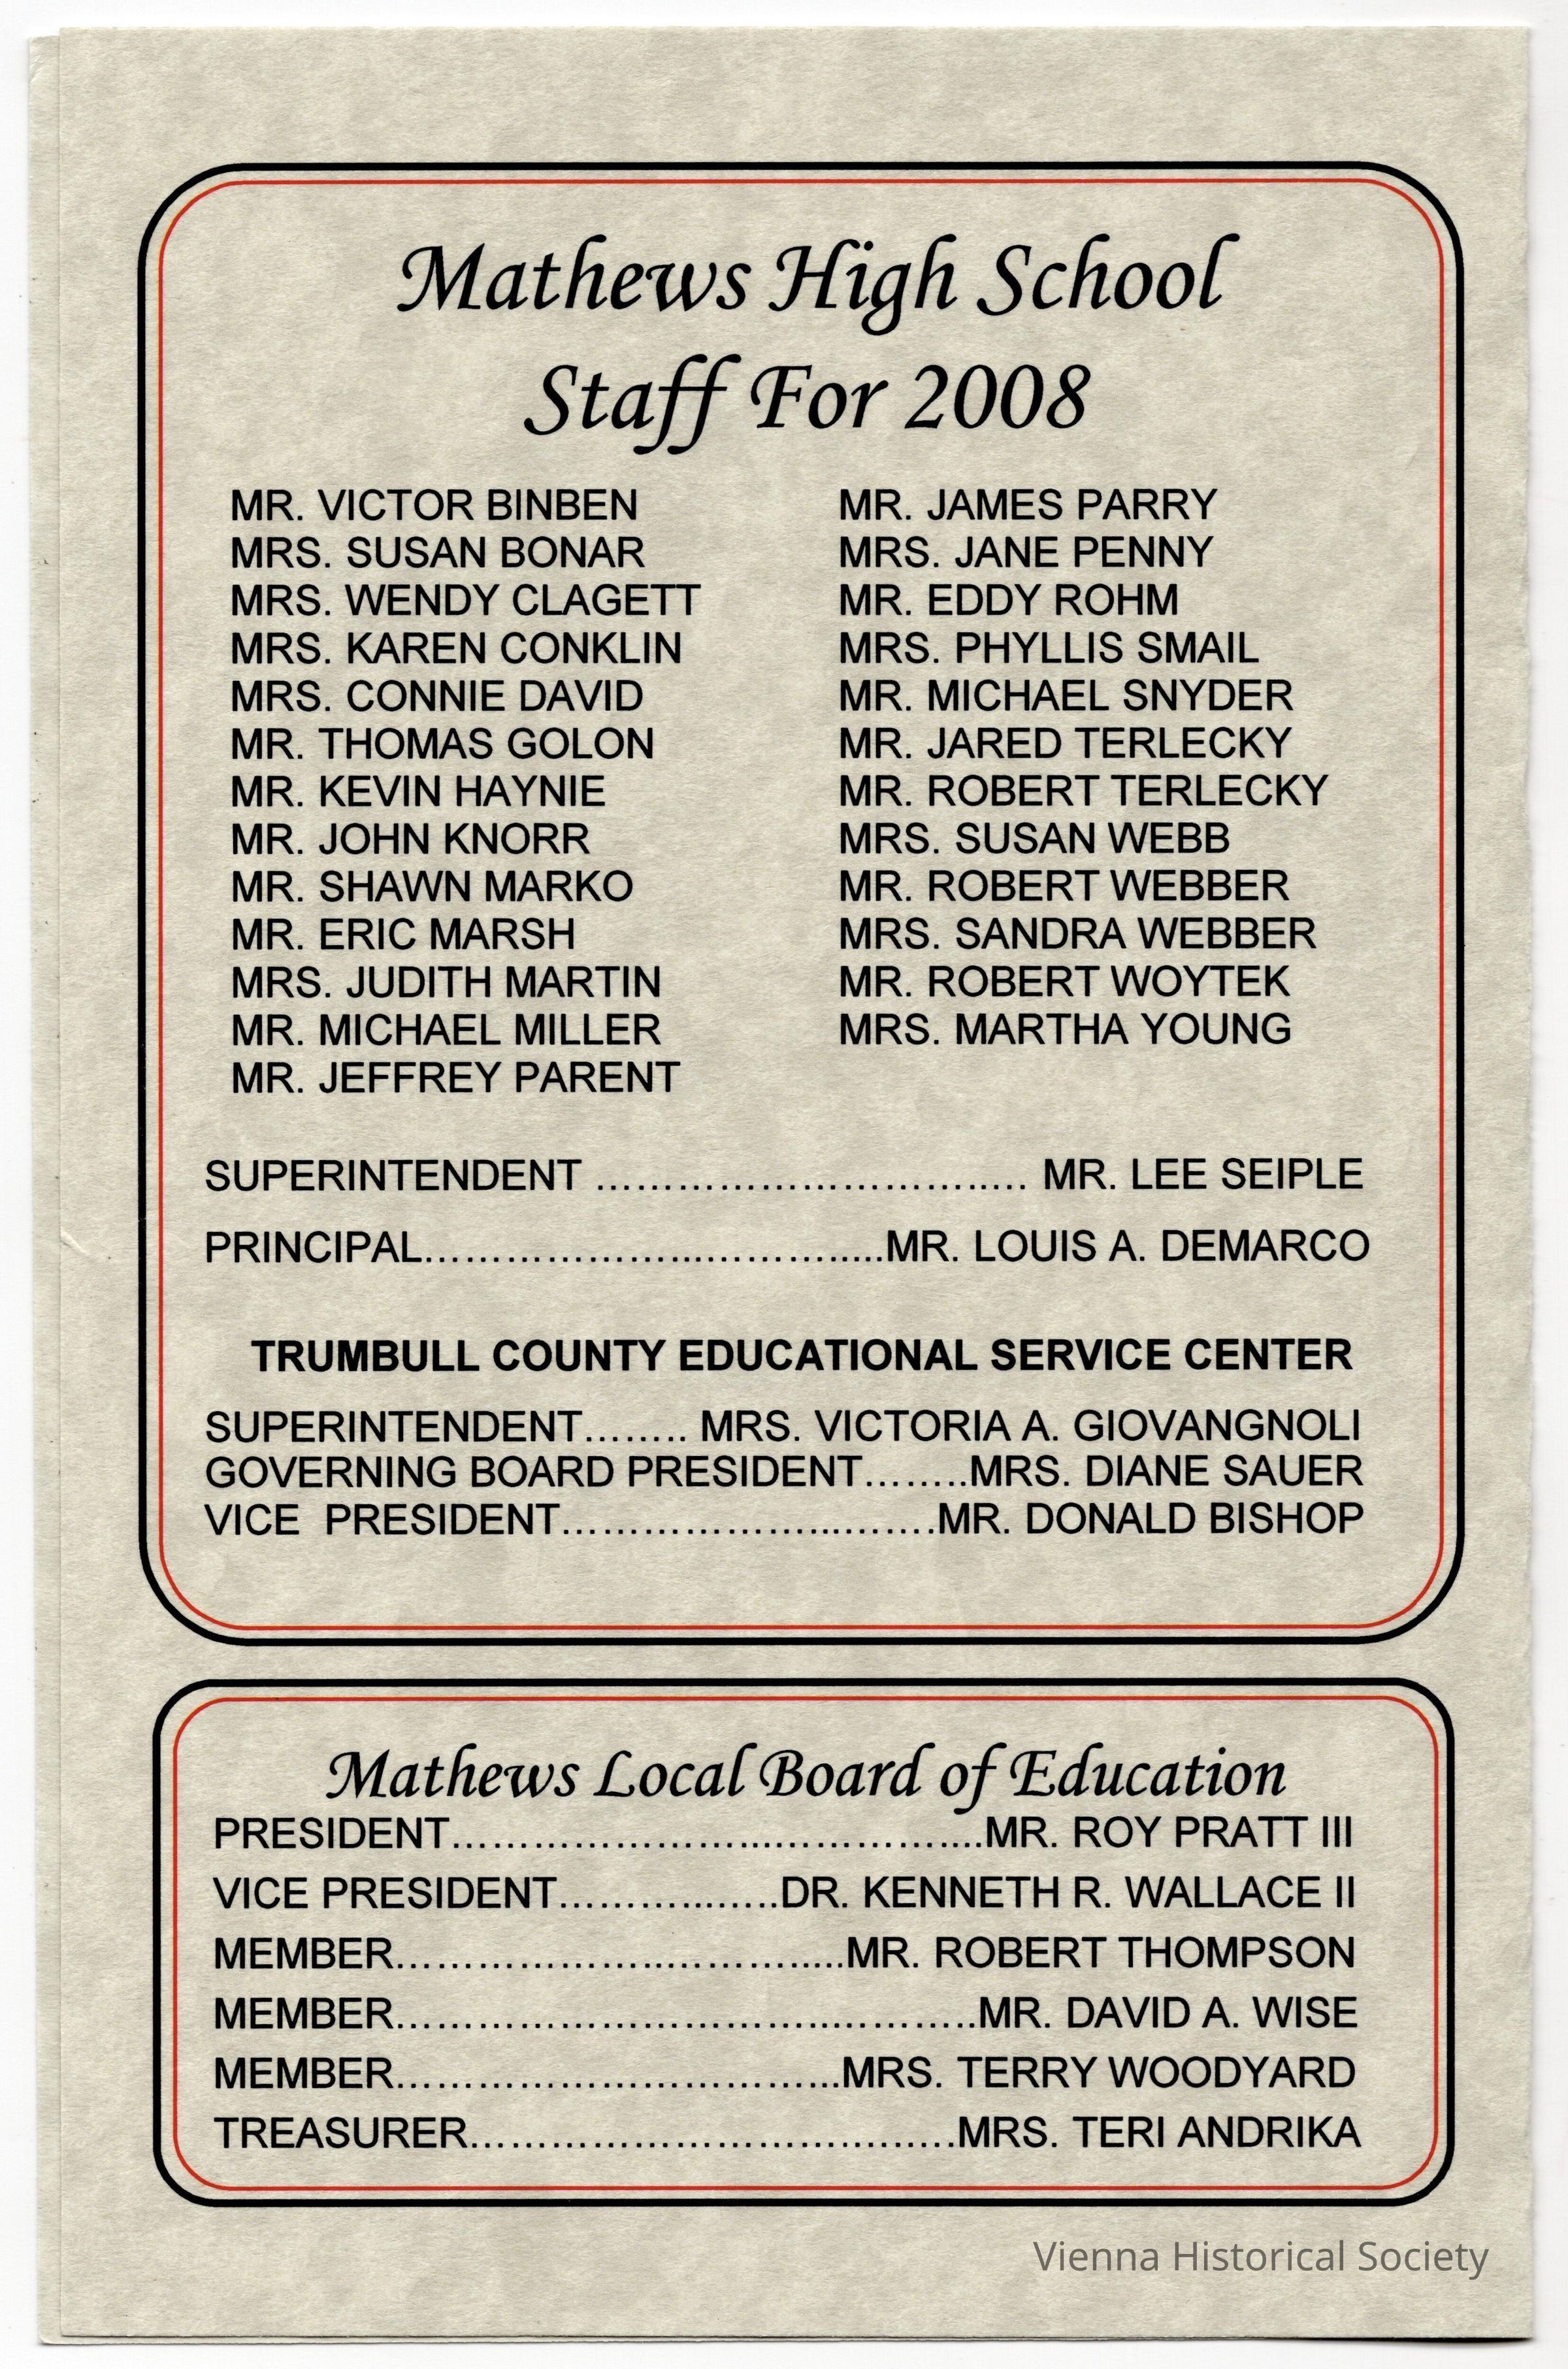 Mathews High School
Staff For 2008
MR. VICTOR BINBEN
MRS. SUSAN BONAR
MRS. WENDY CLAGETT
MRS. KAREN CONKLIN
MRS. CONNIE DAVID
MR. THOMAS GOLON
MR. KEVIN HAYNIE
MR. JOHN KNORR
MR. SHAWN MARKO
MR. ERIC MARSH
MRS. JUDITH MARTIN
MR. MICHAEL MILLER
MR. JEFFREY PARENT
MR. JAMES PARRY
MRS. JANE PENNY
MR. EDDY ROHM
MRS. PHYLLIS SMAIL
MR. MICHAEL SNYDER
MR. JARED TERLECKY
MR. ROBERT TERLECKY
MRS. SUSAN WEBB
MR. ROBERT WEBBER
MRS. SANDRA WEBBER
MR. ROBERT WOYTEK
MRS. MARTHA YOUNG
SUPERINTENDENT ................................ MR. LEE SEIPLE
PRINCIPAL..................................MR. LOUIS A. DEMARCO
TRUMBULL COUNTY EDUCATIONAL SERVICE CENTER
SUPERINTENDENT........ MRS. VICTORIA A. GIOVANGNOLI
GOVERNING BOARD PRESIDENT........MRS. DIANE SAUER
VICE PRESIDENT............................MR. DONALD BISHOP
Mathews Local Board of Education
PRESIDENT.......................................MR. ROY PRATT III
VICE PRESIDENT.................DR. KENNETH R. WALLACE II
MEMBER..................................MR. ROBERT THOMPSON
MEMBER...........................................MR. DAVID A. WISE
MEMBER.................................MRS. TERRY WOODYARD
TREASURER....................................MRS. TERI ANDRIKA
Vienna Historical Society